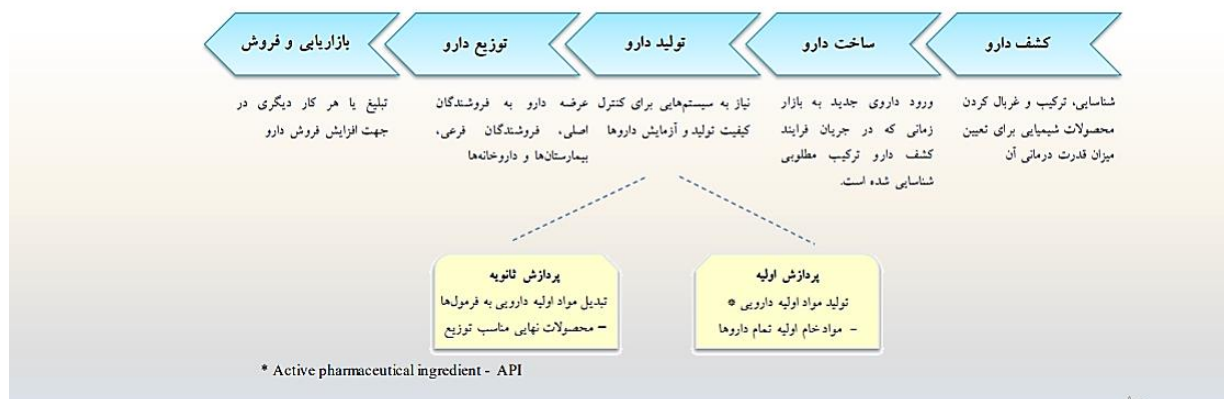 کشف دارو
ساخت دارو
تولید دارو
توزیع دارو
بازاریابی و فروش
شناسایی، ترکیب و غربال کردن
محصولات شیمیایی برای تعیین
میزان قدرت درمانی آن
ورود داروی جدید به بازار
زمانی که در جریان فرایند
کشف دارو ترکیب مطلوبی
شناسایی شده است.
نیاز به سیستم‌هایی برای کنترل
کیفیت تولید و آزمایش داروها
عرضه دارو به فروشندگان
اصلی، فروشندگان فرعی،
بیمارستان‌ها و داروخانه‌ها
تبلیغ یا هر کار دیگری در
جهت افزایش فروش دارو
پردازش اولیه
تولید مواد اولیه دارویی *
- مواد خام اولیه تمام داروها
پردازش ثانویه
تبدیل مواد اولیه دارویی به فرمول‌ها
– محصولات نهایی مناسب توزیع
* Active pharmaceutical ingredient - API